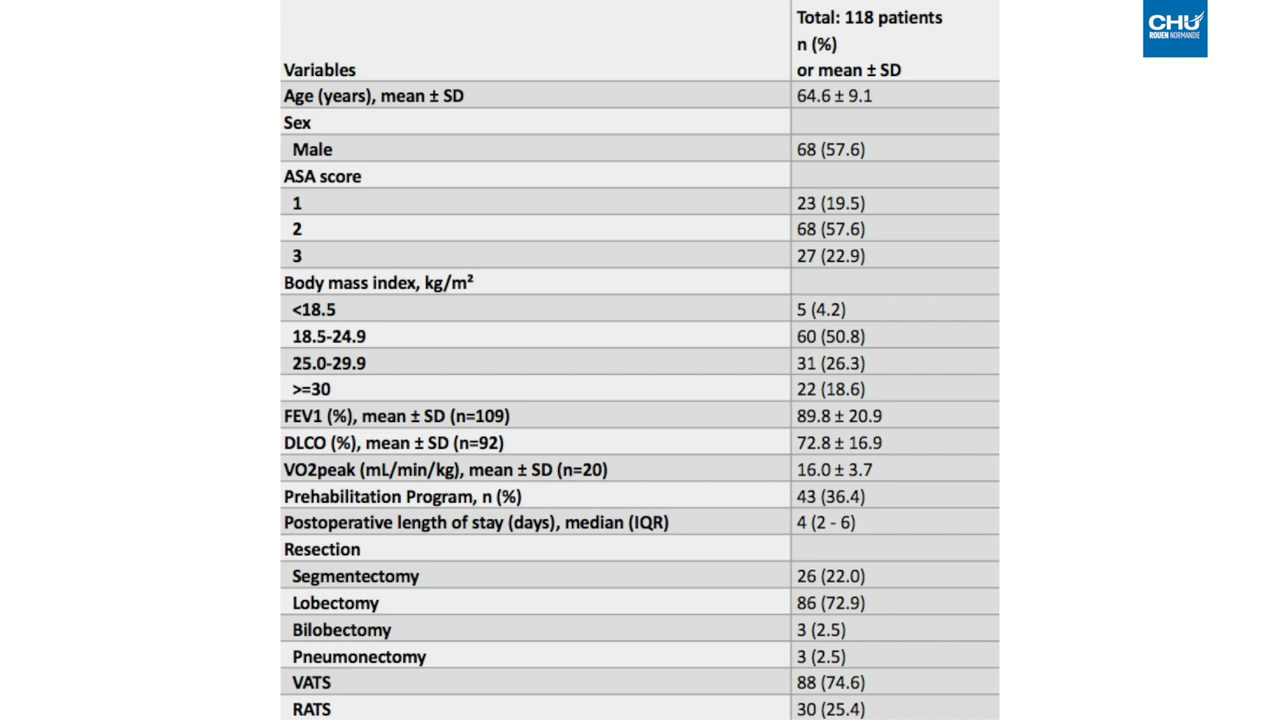 CHU
ROUEN NORMANDIE
Total: 118 patients
n (%)
Variables or mean ± SD
Age (years), mean ± SD 64.6 ± 9.1
Sex
Male 68 (57.6)
ASA score
1 23 (19.5)
2 68 (57.6)
3 27 (22.9)
Body mass index, kg/m²
<18.5 5 (4.2)
18.5-24.9 60 (50.8)
25.0-29.9 31 (26.3)
>=30 22 (18.6)
FEV1 (%), mean ± SD (n=109) 89.8 ± 20.9
DLCO (%), mean ± SD (n=92) 72.8 ± 16.9
VO2peak (mL/min/kg), mean ± SD (n=20) 16.0 ± 3.7
Prehabilitation Program, n (%) 43 (36.4)
Postoperative length of stay (days), median (IQR) 4 (2 - 6)
Resection
Segmentectomy 26 (22.0)
Lobectomy 86 (72.9)
Bilobectomy 3 (2.5)
Pneumonectomy 3 (2.5)
VATS 88 (74.6)
RATS 30 (25.4)